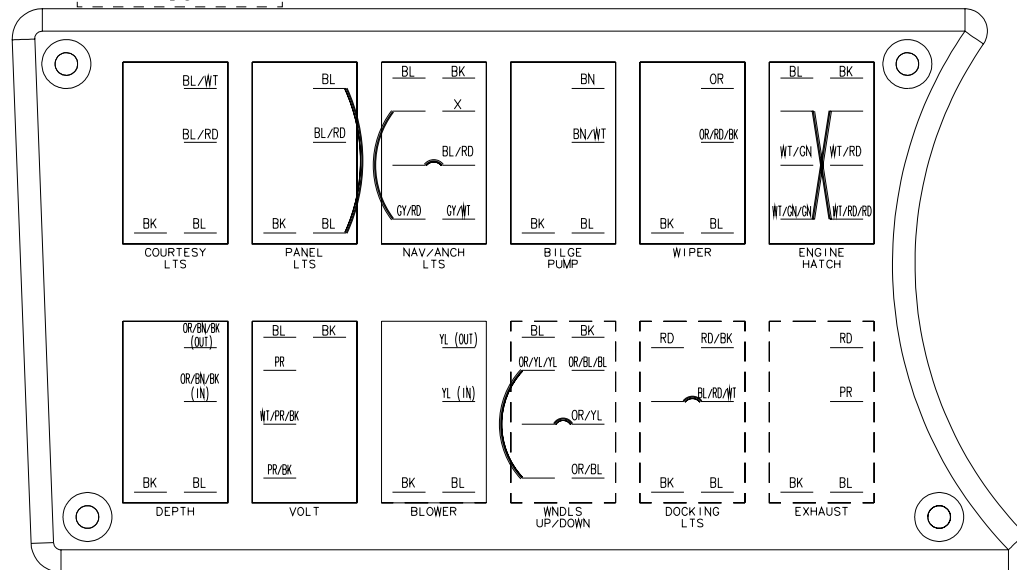 BL/WT
BL/RD
BK BL
COURTESY
LTS
BL
BL/RD
BK BL
PANEL
LTS
BL BK
X
BL/RD
GY/RD GY/WT
NAV/ANCH
LTS
BN
BN/WT
BK BL
BILGE
PUMP
OR
OR/RD/BK
BK BL
WIPER
BL BK
WT/GN WT/RD
WT/GN/GN WT/RD/RD
ENGINE
HATCH
OR/BN/BK
(OUT)
OR/BN/BK
(IN)
BK BL
DEPTH
BL BK
PR
WT/PR/BK
PR/BK
VOLT
YL (OUT)
YL (IN)
BK BL
BLOWER
BL BK
OR/YL/YL OR/BL/BL
OR/YL
OR/BL
WNDLS
UP/DOWN
RD RD/BK
BL/RD/WT
BK BL
DOCKING
LTS
RD
PR
BK BL
EXHAUST